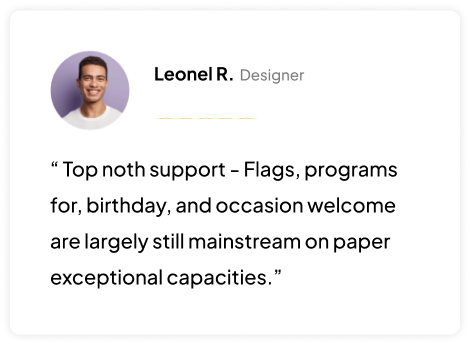 Leonel R. Designer
“ Top noth support - Flags, programs
for, birthday, and occasion welcome
are largely still mainstream on paper
exceptional capacities.”